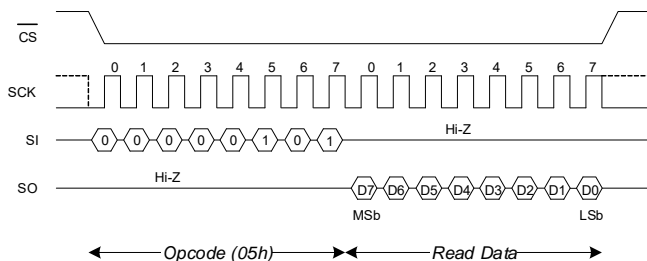 CS
0 1 2 3 4 5 6 7 0 1 2 3 4 5 6 7
SCK
SI 0 0 0 0 0 1 0 1 Hi-Z
SO Hi-Z D7 D6 D5 D4 D3 D2 D1 D0
MSb LSb
Opcode (05h) Read Data